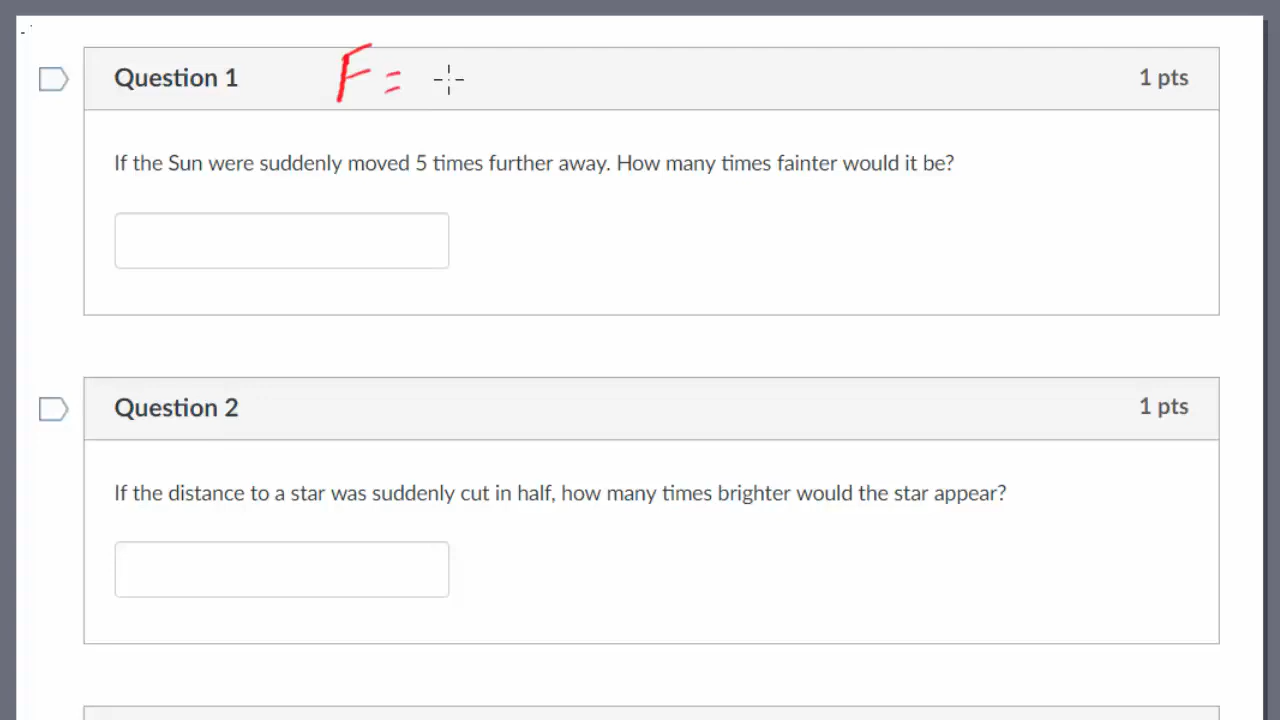 Question 1 F = 1 pts
If the Sun were suddenly moved 5 times further away. How many times fainter would it be?
Question 2 1 pts
If the distance to a star was suddenly cut in half, how many times brighter would the star appear?